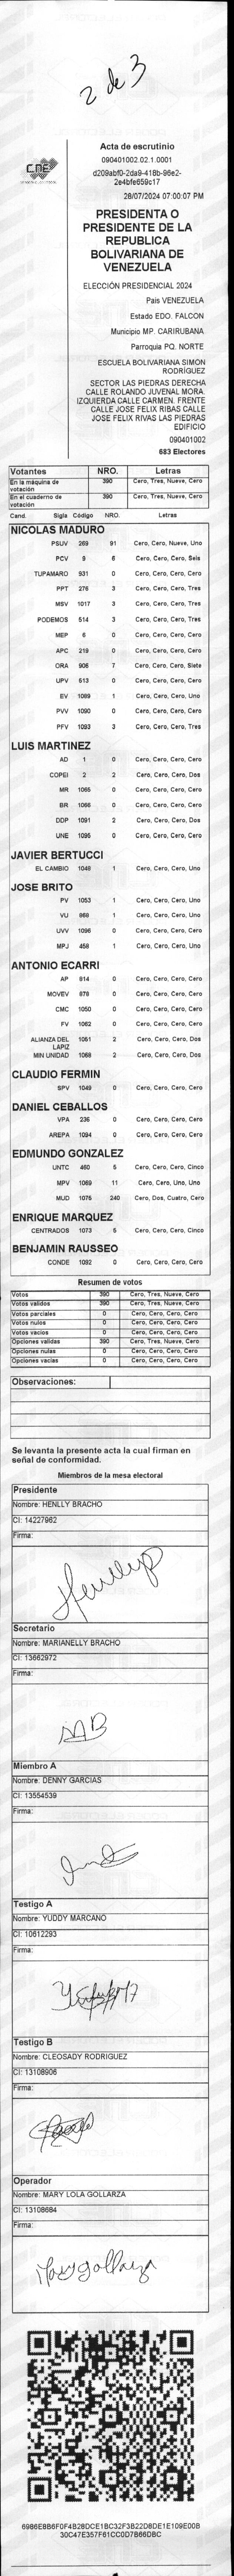 2 de 3
CNE
Acta de escrutinio
090401002.02.1.0001
d209abf0-2da9-418b-96e2-
2e4bfe659c17
28/07/2024 07:00:07 PM
PRESIDENTA O
PRESIDENTE DE LA
REPUBLICA
BOLIVARIANA DE
VENEZUELA
ELECCIÓN PRESIDENCIAL 2024
Pais VENEZUELA
Estado EDO. FALCON
Municipio MP. CARIRUBANA
Parroquia PQ. NORTE
ESCUELA BOLIVARIANA SIMON
RODRÍGUEZ
SECTOR LAS PIEDRAS DERECHA
CALLE ROLANDO JUVENAL MORA.
IZQUIERDA CALLE CARMEN. FRENTE
CALLE JOSE FELIX RIBAS CALLE
JOSE FELIX RIVAS LAS PIEDRAS
EDIFICIO
090401002
683 Electores
Votantes NRO. Letras
En la máquina de votación 390 Cero, Tres, Nueve, Cero
En el cuaderno de votación 390 Cero, Tres, Nueve, Cero
Cand. Sigla Código NRO. Letras
NICOLAS MADURO
PSUV 269 91 Cero, Cero, Nueve, Uno
PCV 9 6 Cero, Cero, Cero, Seis
TUPAMARO 931 0 Cero, Cero, Cero, Cero
PPT 276 3 Cero, Cero, Cero, Tres
MSV 1017 3 Cero, Cero, Cero, Tres
PODEMOS 514 3 Cero, Cero, Cero, Tres
MEP 6 0 Cero, Cero, Cero, Cero
APC 219 0 Cero, Cero, Cero, Cero
ORA 906 7 Cero, Cero, Cero, Siete
UPV 613 0 Cero, Cero, Cero, Cero
EV 1089 1 Cero, Cero, Cero, Uno
PVV 1090 0 Cero, Cero, Cero, Cero
PFV 1093 3 Cero, Cero, Cero, Tres
LUIS MARTINEZ
AD 1 0 Cero, Cero, Cero, Cero
COPEI 2 2 Cero, Cero, Cero, Dos
MR 1065 0 Cero, Cero, Cero, Cero
BR 1066 0 Cero, Cero, Cero, Cero
DDP 1091 2 Cero, Cero, Cero, Dos
UNE 1095 0 Cero, Cero, Cero, Cero
JAVIER BERTUCCI
EL CAMBIO 1048 1 Cero, Cero, Cero, Uno
JOSE BRITO
PV 1053 1 Cero, Cero, Cero, Uno
VU 868 1 Cero, Cero, Cero, Uno
UVV 1096 0 Cero, Cero, Cero, Cero
MPJ 458 1 Cero, Cero, Cero, Uno
ANTONIO ECARRI
AP 814 0 Cero, Cero, Cero, Cero
MOVEV 878 0 Cero, Cero, Cero, Cero
CMC 1050 0 Cero, Cero, Cero, Cero
FV 1062 0 Cero, Cero, Cero, Cero
ALIANZA DEL LAPIZ 1051 2 Cero, Cero, Cero, Dos
MIN UNIDAD 1068 2 Cero, Cero, Cero, Dos
CLAUDIO FERMIN
SPV 1049 0 Cero, Cero, Cero, Cero
DANIEL CEBALLOS
VPA 236 0 Cero, Cero, Cero, Cero
AREPA 1094 0 Cero, Cero, Cero, Cero
EDMUNDO GONZALEZ
UNTC 460 5 Cero, Cero, Cero, Cinco
MPV 1069 11 Cero, Cero, Uno, Uno
MUD 1075 240 Cero, Dos, Cuatro, Cero
ENRIQUE MARQUEZ
CENTRADOS 1073 5 Cero, Cero, Cero, Cinco
BENJAMIN RAUSSEO
CONDE 1092 0 Cero, Cero, Cero, Cero
Resumen de votos
Votos 390 Cero, Tres, Nueve, Cero
Votos validos 390 Cero, Tres, Nueve, Cero
Votos parciales 0 Cero, Cero, Cero, Cero
Votos nulos 0 Cero, Cero, Cero, Cero
Votos vacios 0 Cero, Cero, Cero, Cero
Opciones validas 390 Cero, Tres, Nueve, Cero
Opciones nulas 0 Cero, Cero, Cero, Cero
Opciones vacias 0 Cero, Cero, Cero, Cero
Observaciones:
Se levanta la presente acta la cual firman en
señal de conformidad.
Miembros de la mesa electoral
Presidente
Nombre: HENLLY BRACHO
CI: 14227962
Firma:
Secretario
Nombre: MARIANELLY BRACHO
CI: 13662972
Firma:
MB
Miembro A
Nombre: DENNY GARCIAS
CI: 13554539
Firma:
Testigo A
Nombre: YUDDY MARCANO
CI: 10612293
Firma:
Testigo B
Nombre: CLEOSADY RODRIGUEZ
CI: 13108906
Firma:
Operador
Nombre: MARY LOLA GOLLARZA
CI: 13108684
Firma:
Mary gollarza
6986E8B6F0F4B28DCE1BC32F3B22D8DE1E109E00B
30C47E357F61CC0D7B66DBC